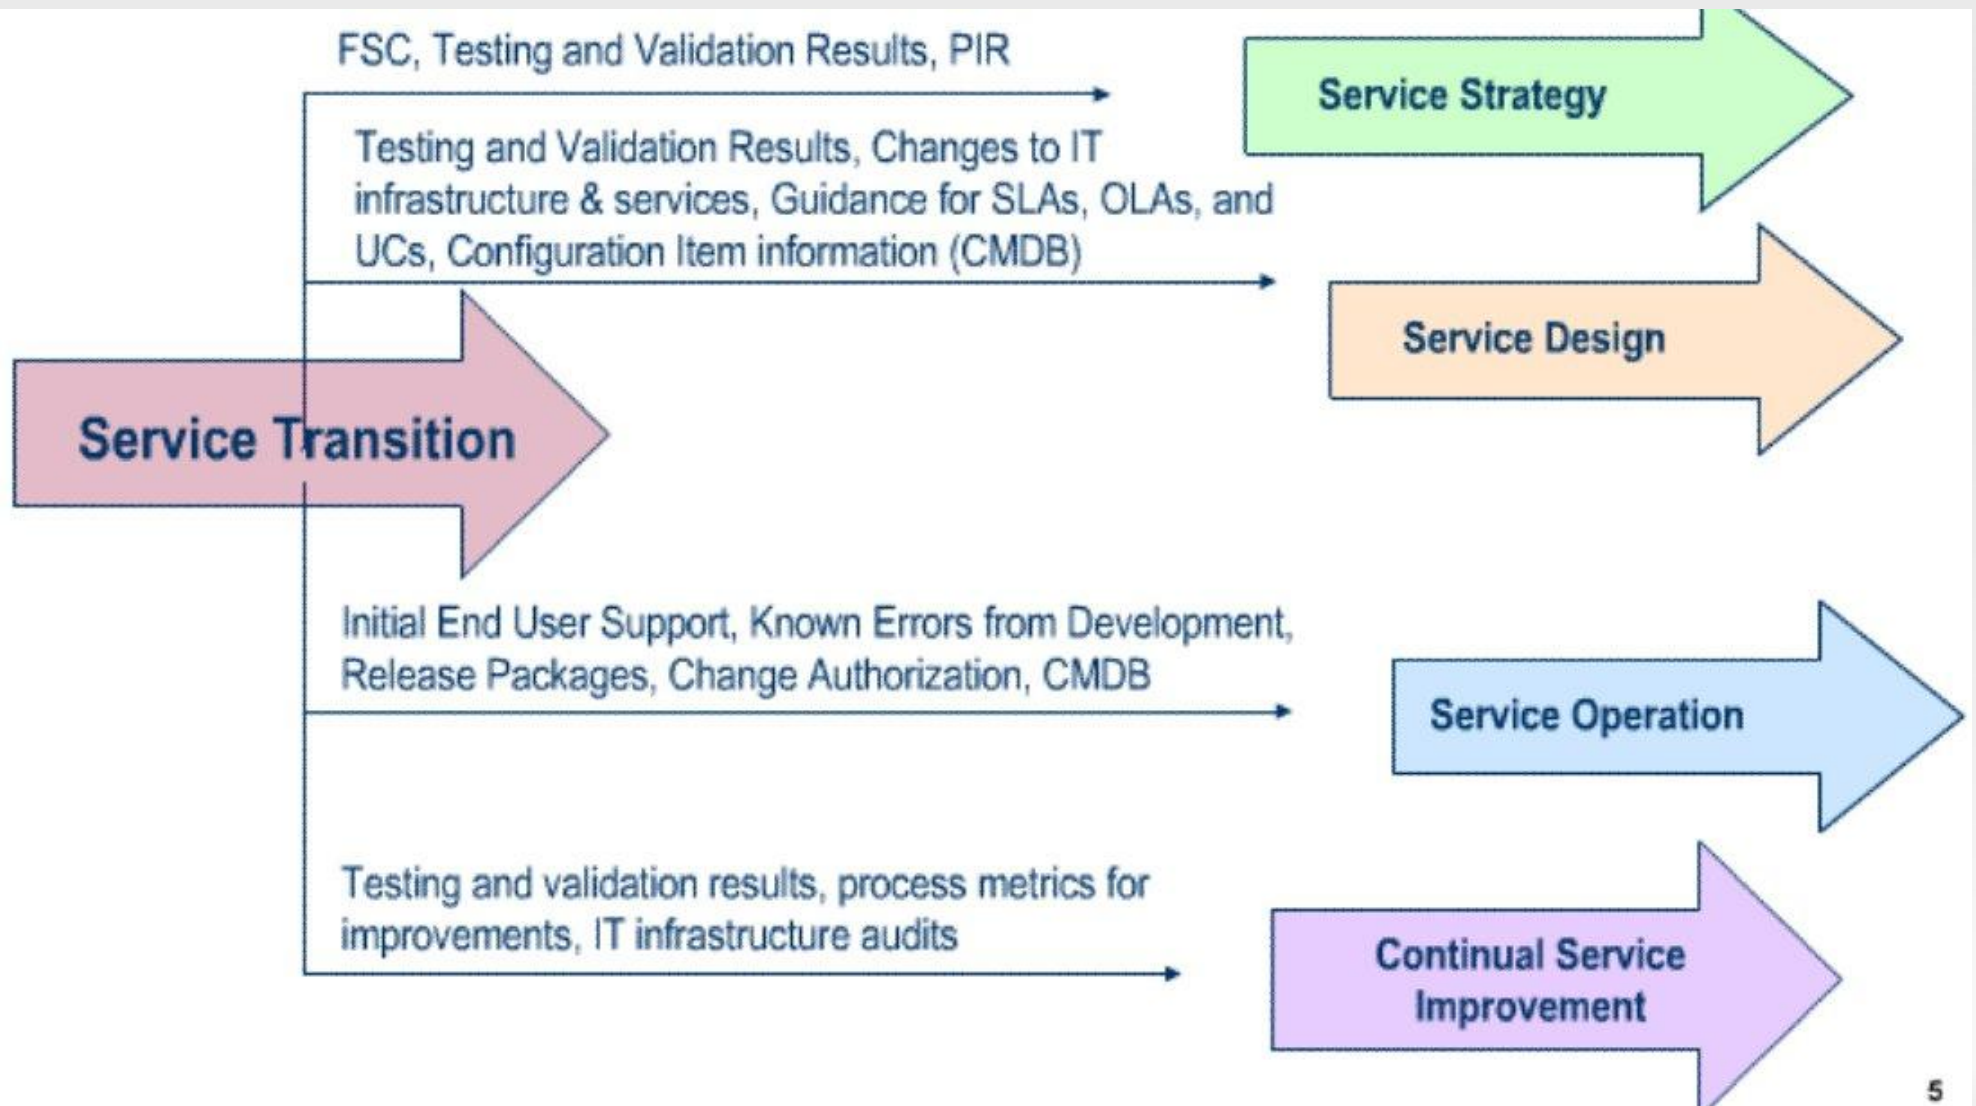 FSC, Testing and Validation Results, PIR
Service Strategy
Testing and Validation Results, Changes to IT
infrastructure & services, Guidance for SLAs, OLAs, and
UCs, Configuration Item information (CMDB)
Service Design
Service Transition
Initial End User Support, Known Errors from Development,
Release Packages, Change Authorization, CMDB
Service Operation
Testing and validation results, process metrics for
improvements, IT infrastructure audits
Continual Service
Improvement
5